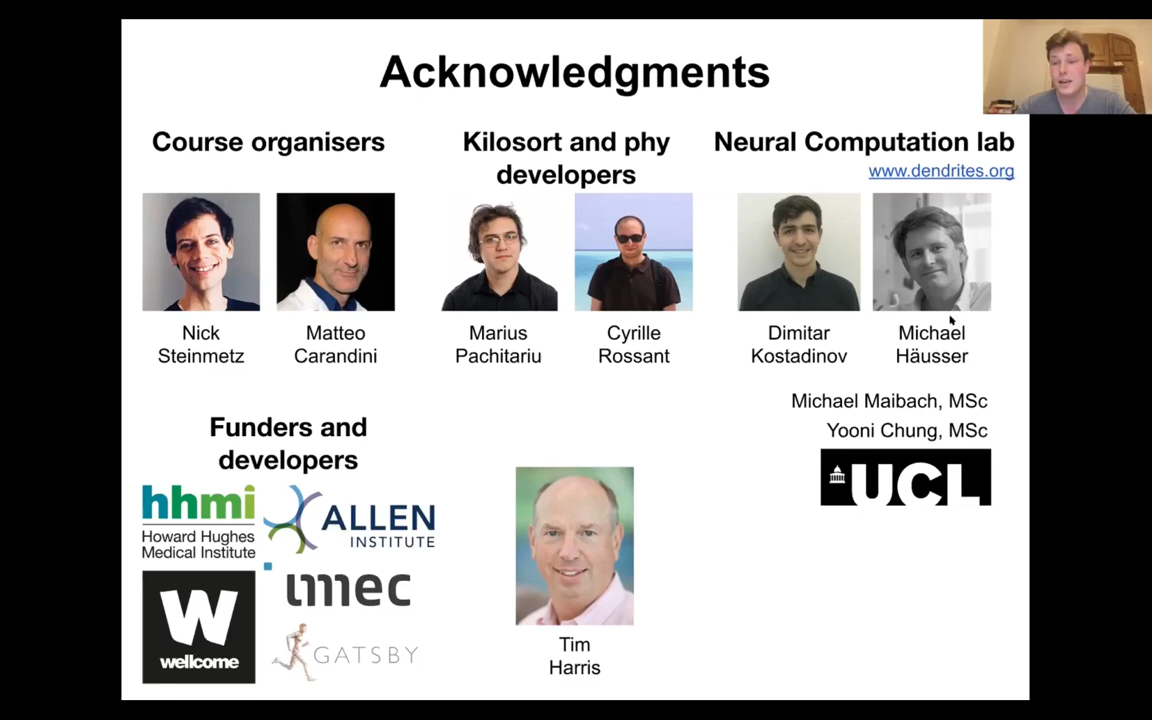 Acknowledgments
Course organisers
Nick
Steinmetz
Matteo
Carandini
Kilosort and phy
developers
Marius
Pachitariu
Cyrille
Rossant
Neural Computation lab
www.dendrites.org
Dimitar
Kostadinov
Michael
Häusser
Michael Maibach, MSc
Yooni Chung, MSc
UCL
Funders and
developers
hhmi
Howard Hughes
Medical Institute
ALLEN
INSTITUTE
W
wellcome
imec
GATSBY
Tim
Harris